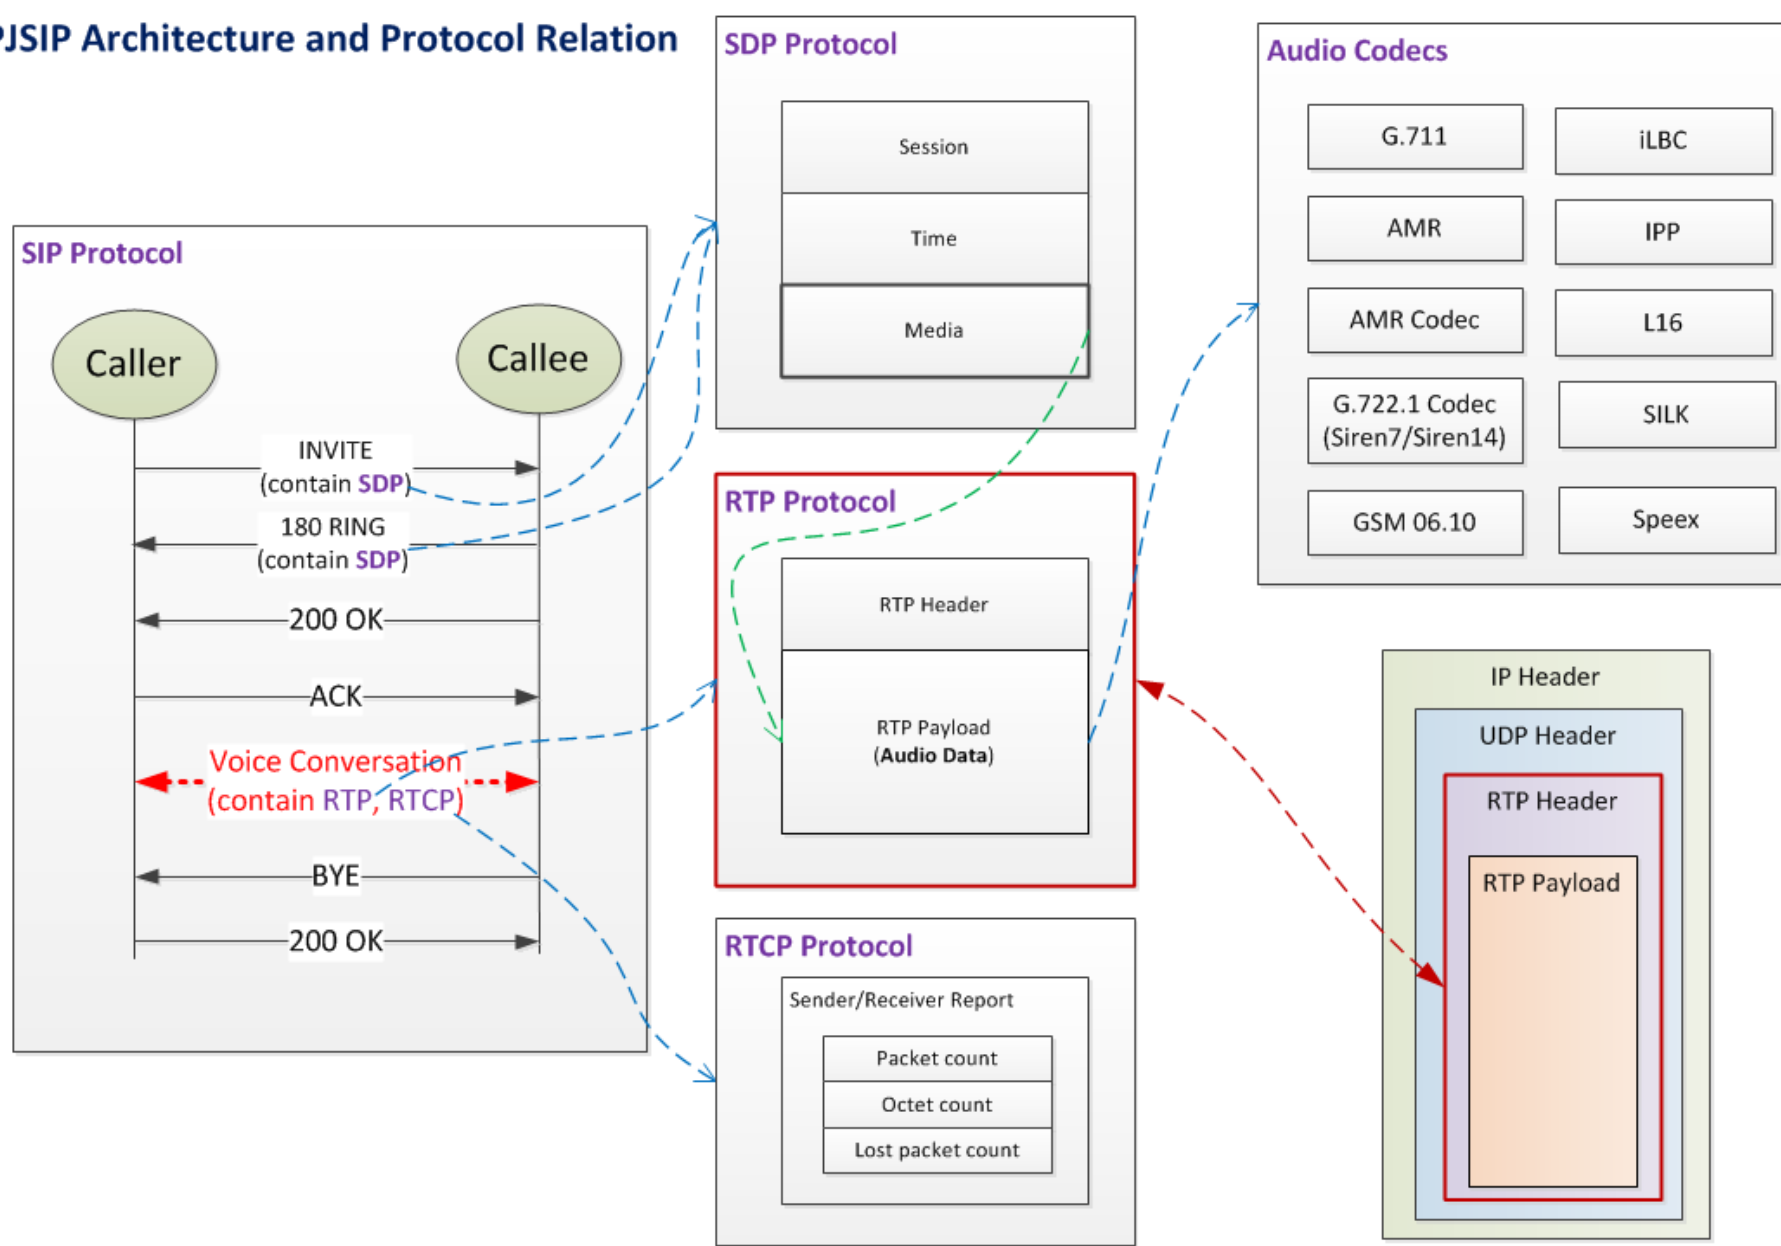 PJSIP Architecture and Protocol Relation
SIP Protocol
Caller
Callee
INVITE
(contain SDP)
180 RING
(contain SDP)
200 OK
ACK
Voice Conversation
(contain RTP, RTCP)
BYE
200 OK
SDP Protocol
Session
Time
Media
RTP Protocol
RTP Header
RTP Payload
(Audio Data)
RTCP Protocol
Sender/Receiver Report
Packet count
Octet count
Lost packet count
Audio Codecs
G.711
iLBC
AMR
IPP
AMR Codec
L16
G.722.1 Codec
(Siren7/Siren14)
SILK
GSM 06.10
Speex
IP Header
UDP Header
RTP Header
RTP Payload